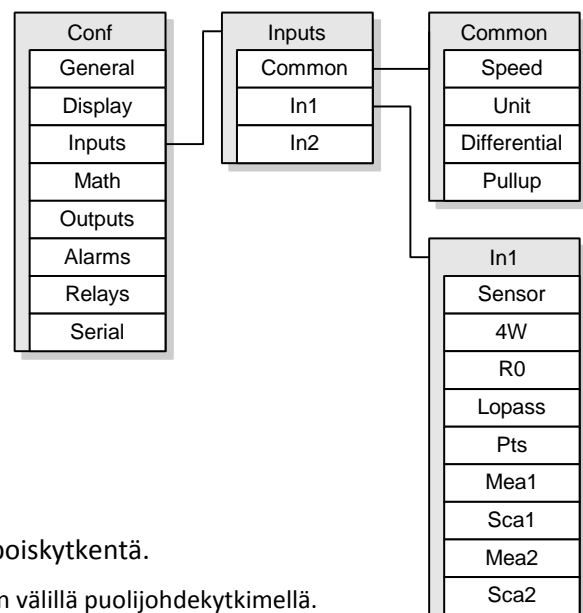 Conf
General
Display
Inputs
Math
Outputs
Alarms
Relays
Serial
Inputs
Common
In1
In2
Common
Speed
Unit
Differential
Pullup
In1
Sensor
4W
R0
Lopass
Pts
Mea1
Sca1
Mea2
Sca2
poiskytkentä.
välillä puolijohdekytkimellä.